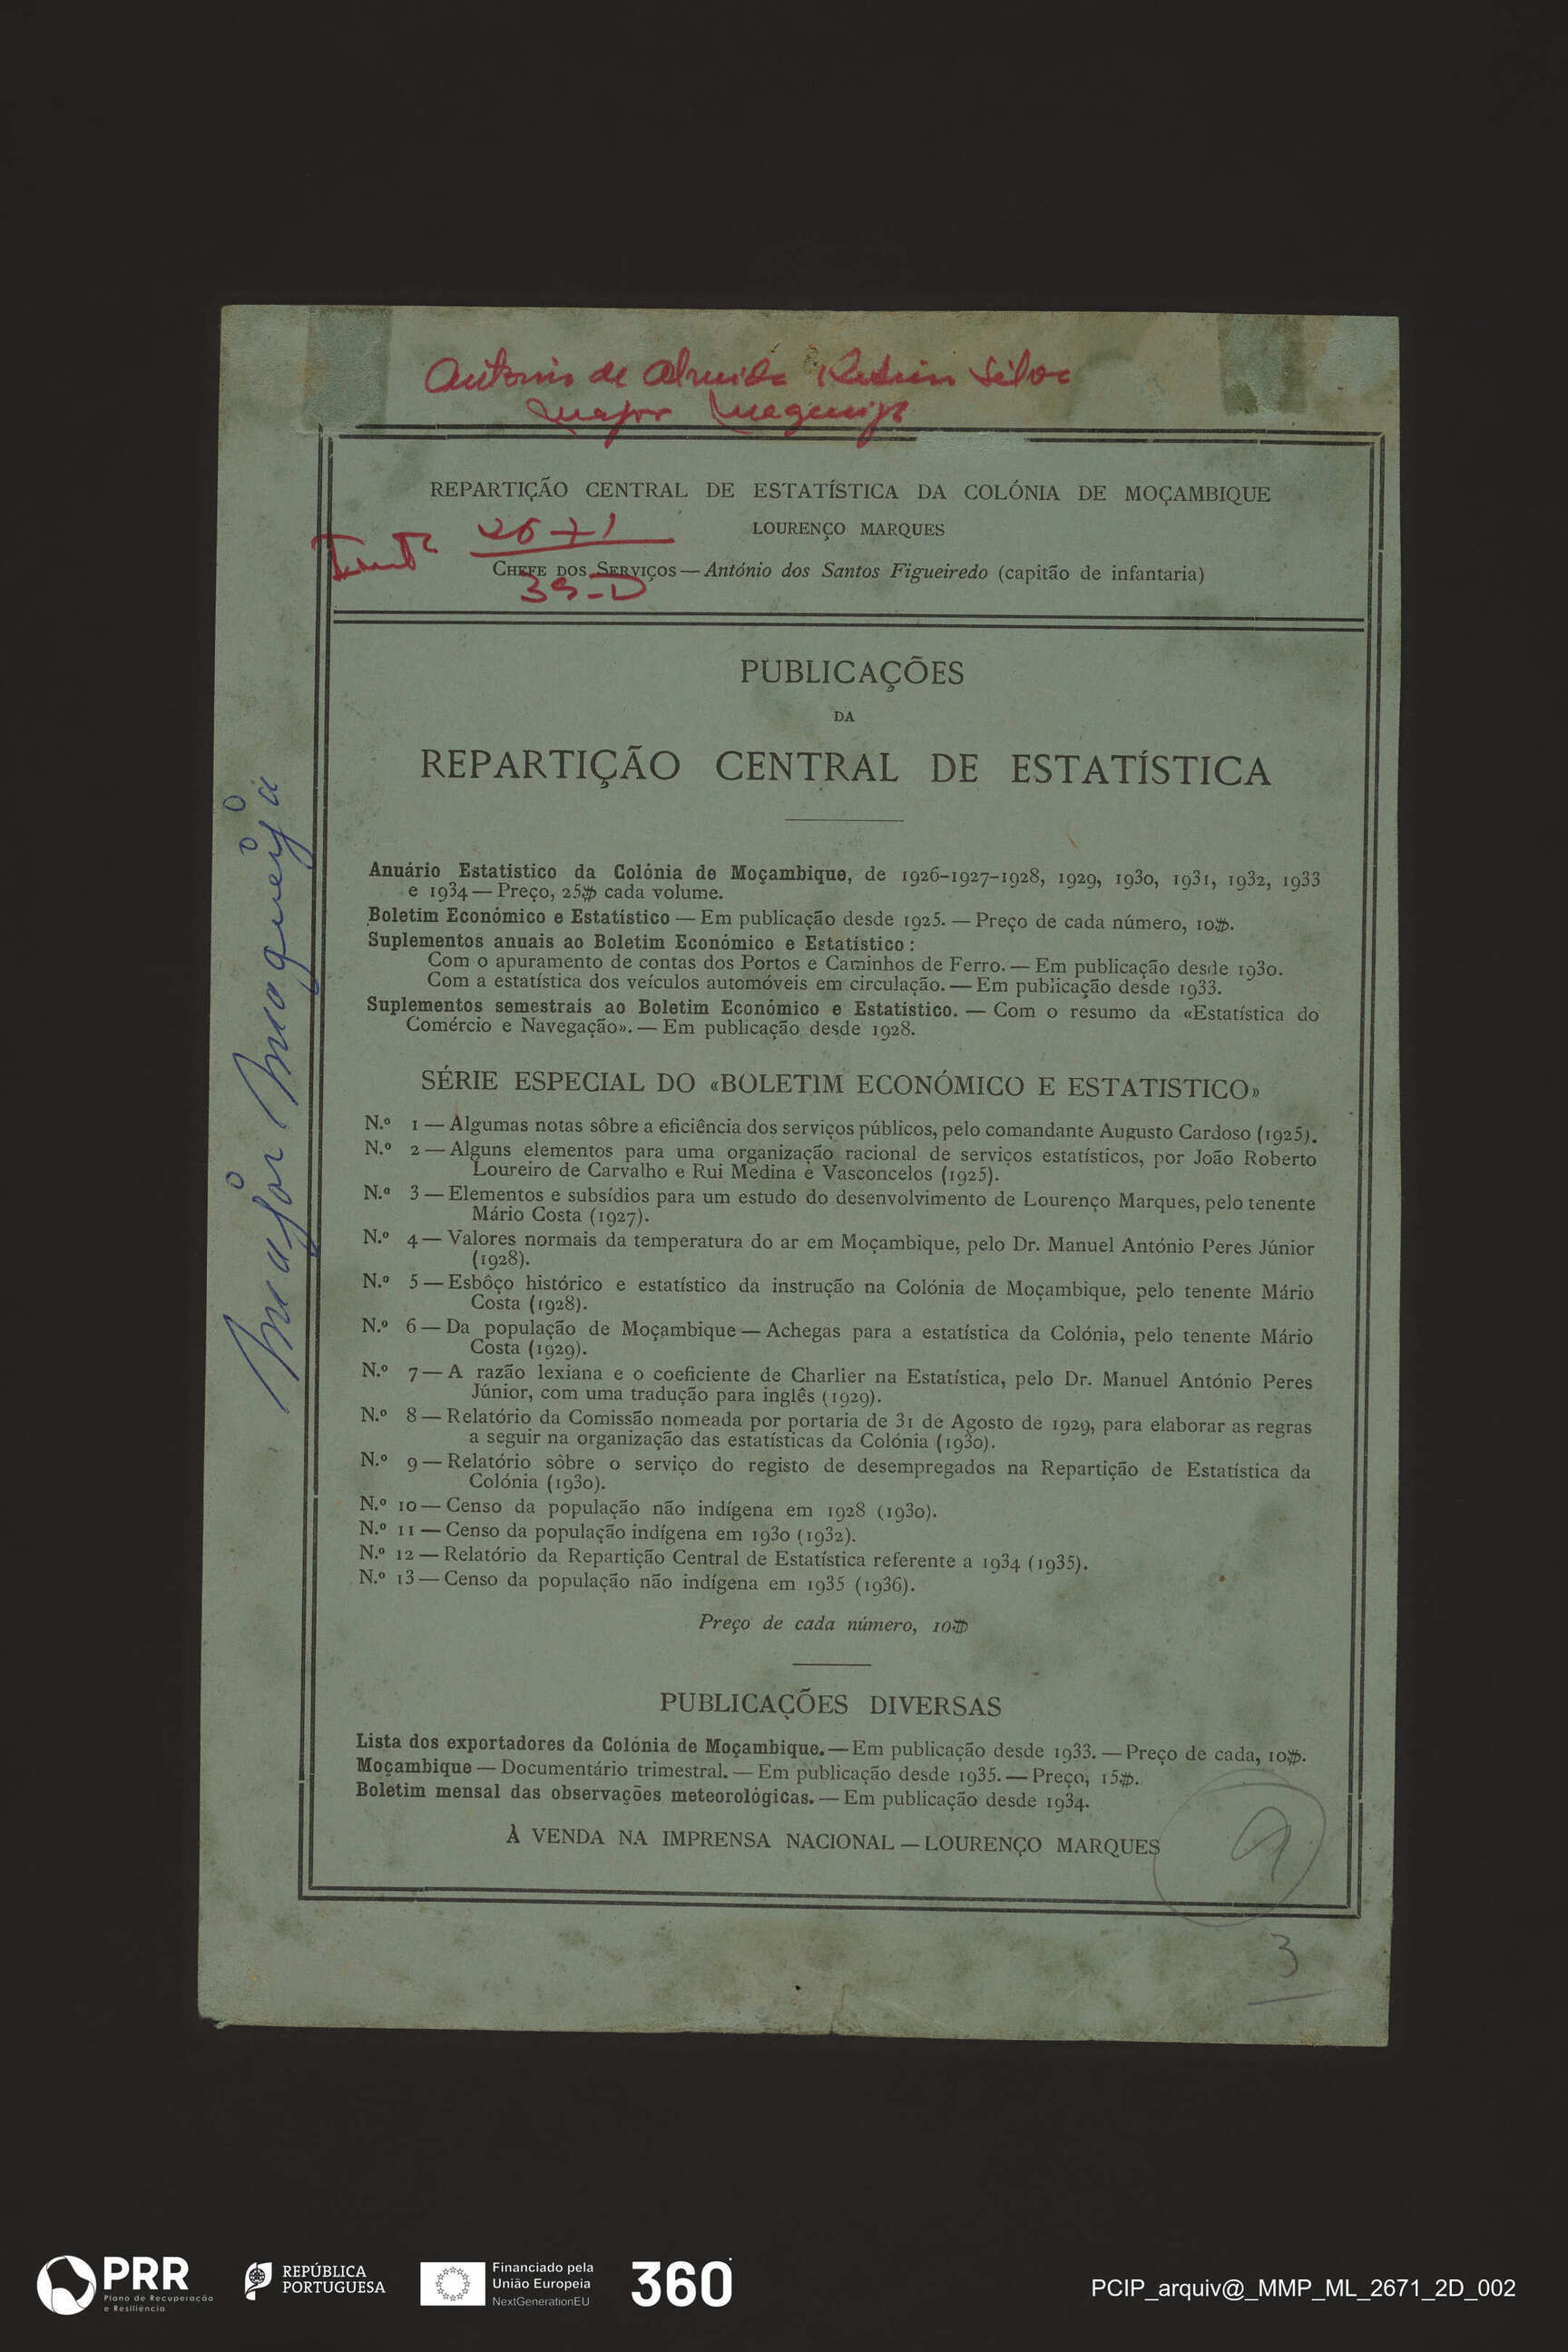 António de Almeida Silva
Major
REPARTIÇÃO CENTRAL DE ESTATÍSTICA DA COLÓNIA DE MOÇAMBIQUE
LOURENÇO MARQUES
2671
CHEFE DOS SERVIÇOS — António dos Santos Figueiredo (capitão de infantaria)
39-D
PUBLICAÇÕES
DA
REPARTIÇÃO CENTRAL DE ESTATÍSTICA
Anuário Estatistico da Colónia de Moçambique, de 1926-1927-1928, 1929, 1930, 1931, 1932, 1933
e 1934 — Preço, 25$ cada volume.
Boletim Económico e Estatístico — Em publicação desde 1925. — Preço de cada número, 10$.
Suplementos anuais ao Boletim Económico e Estatístico :
Com o apuramento de contas dos Portos e Caminhos de Ferro. — Em publicação desde 1930.
Com a estatística dos veículos automóveis em circulação. — Em publicação desde 1933.
Suplementos semestrais ao Boletim Económico e Estatístico. — Com o resumo da «Estatística do
Comércio e Navegação». — Em publicação desde 1928.
SÉRIE ESPECIAL DO «BOLETIM ECONÓMICO E ESTATISTICO»
N.º 1 — Algumas notas sôbre a eficiência dos serviços públicos, pelo comandante Augusto Cardoso (1925).
N.º 2 — Alguns elementos para uma organização racional de serviços estatísticos, por João Roberto
Loureiro de Carvalho e Rui Medina e Vasconcelos (1925).
N.º 3 — Elementos e subsídios para um estudo do desenvolvimento de Lourenço Marques, pelo tenente
Mário Costa (1927).
N.º 4 — Valores normais da temperatura do ar em Moçambique, pelo Dr. Manuel António Peres Júnior
(1928).
N.º 5 — Esbôço histórico e estatístico da instrução na Colónia de Moçambique, pelo tenente Mário
Costa (1928).
N.º 6 — Da população de Moçambique — Achegas para a estatística da Colónia, pelo tenente Mário
Costa (1929).
N.º 7 — A razão lexiana e o coeficiente de Charlier na Estatística, pelo Dr. Manuel António Peres
Júnior, com uma tradução para inglês (1929).
N.º 8 — Relatório da Comissão nomeada por portaria de 31 de Agosto de 1929, para elaborar as regras
a seguir na organização das estatísticas da Colónia (1930).
N.º 9 — Relatório sôbre o serviço do registo de desempregados na Repartição de Estatística da
Colónia (1930).
N.º 10 — Censo da população não indígena em 1928 (1930).
N.º 11 — Censo da população indígena em 1930 (1932).
N.º 12 — Relatório da Repartição Central de Estatística referente a 1934 (1935).
N.º 13 — Censo da população não indígena em 1935 (1936).
Preço de cada número, 10$
PUBLICAÇÕES DIVERSAS
Lista dos exportadores da Colónia de Moçambique. — Em publicação desde 1933. — Preço de cada, 10$.
Moçambique — Documentário trimestral. — Em publicação desde 1935. — Preço, 15$.
Boletim mensal das observações meteorológicas. — Em publicação desde 1934.
À VENDA NA IMPRENSA NACIONAL — LOURENÇO MARQUES
3
Major
PRR
Plano de Recuperação
e Resiliência
REPÚBLICA
PORTUGUESA
Financiado pela
União Europeia
NextGenerationEU
360
PCIP_arquiv@_MMP_ML_2671_2D_002